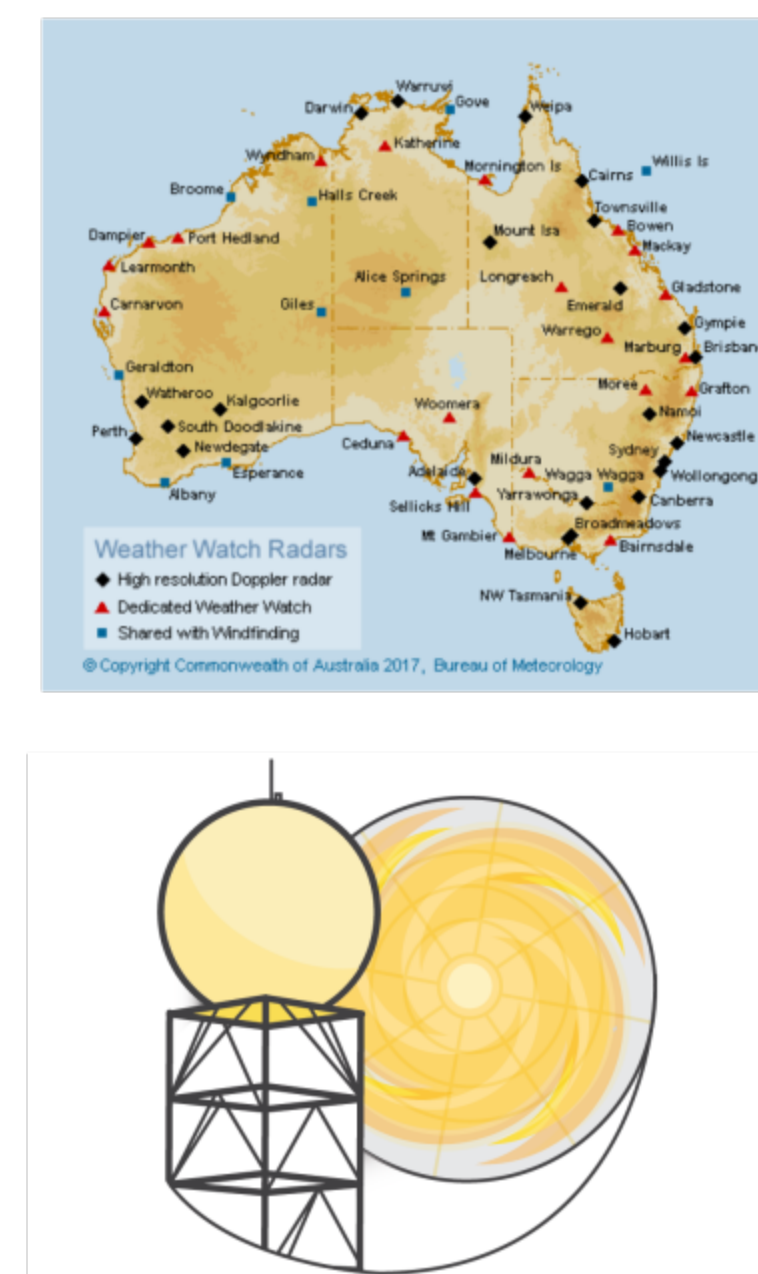 Warruwi
Darwin
Gove
Weipa
Katherine
Wyndham
Mornington Is
Willis Is
Cairns
Broome
Halls Creek
Townsville
Bowen
Mount Isa
Dampier
Port Hedland
Mackay
Learmonth
Alice Springs
Longreach
Gladstone
Carnarvon
Giles
Emerald
Gympie
Warrego
Marburg
Brisban
Geraldton
Moree
Grafton
Watheroo
Kalgoorlie
Woomera
Namoi
Perth
South Doodlakine
Newcastle
Ceduna
Newdegate
Sydney
Mildura
Esperance
Adelaide
Wagga Wagga
Wollongong
Albany
Yarrawonga
Canberra
Sellicks Hill
Broadmeadows
Mt Gambier
Bairnsdale
Melbourne
Weather Watch Radars
High resolution Doppler radar
Dedicated Weather Watch
Shared with Windfinding
NW Tasmania
Hobart
© Copyright Commonwealth of Australia 2017, Bureau of Meteorology